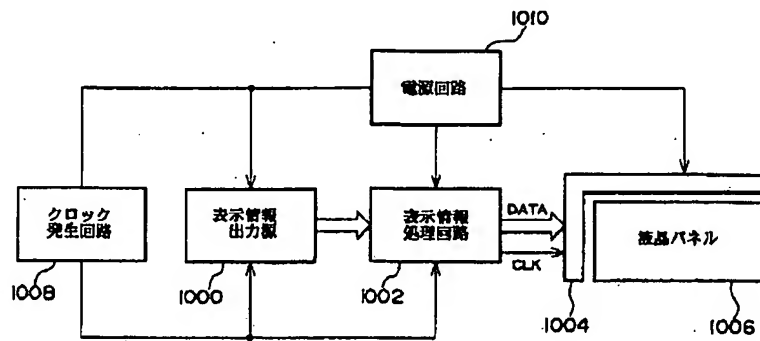 1010
電源回路
クロック
発生回路
表示情報
出力源
表示情報
処理回路
DATA
CLK
液晶パネル
1008
1000
1002
1004
1006